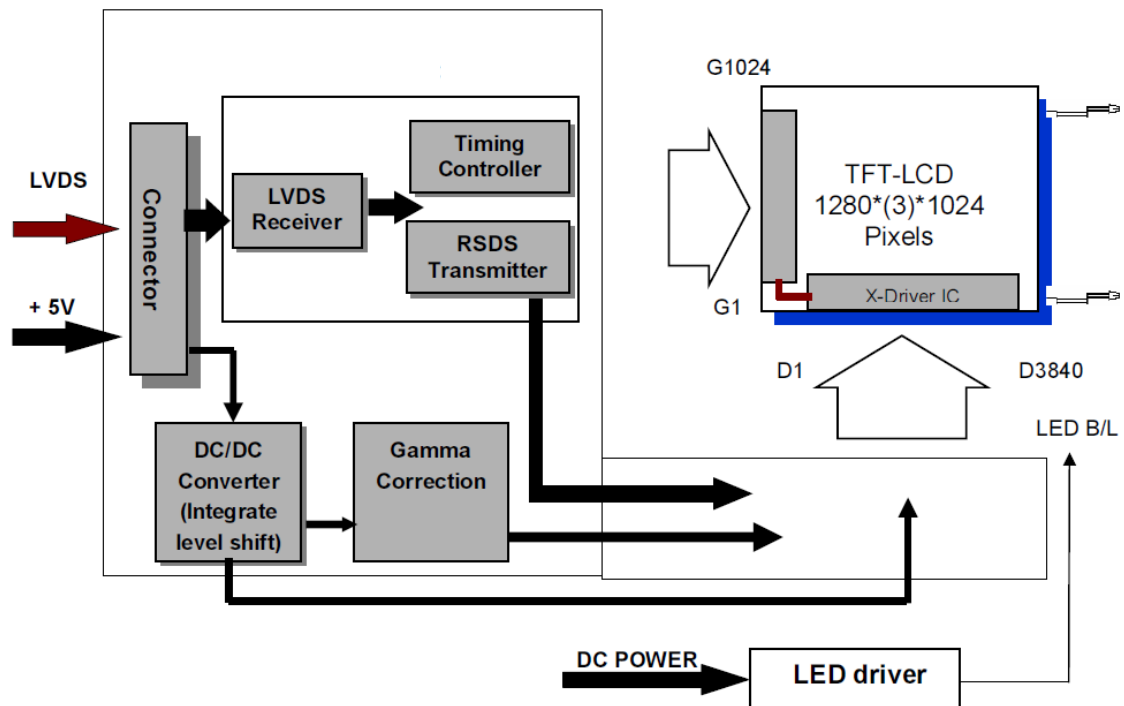 G1024
Timing
Controller
TFT-LCD
1280*(3)*1024
Pixels
LVDS
Connector
LVDS
Receiver
RSDS
Transmitter
X-Driver IC
+ 5V
G1
D1
D3840
LED B/L
DC/DC
Converter
(Integrate
level shift)
Gamma
Correction
DC POWER
LED driver